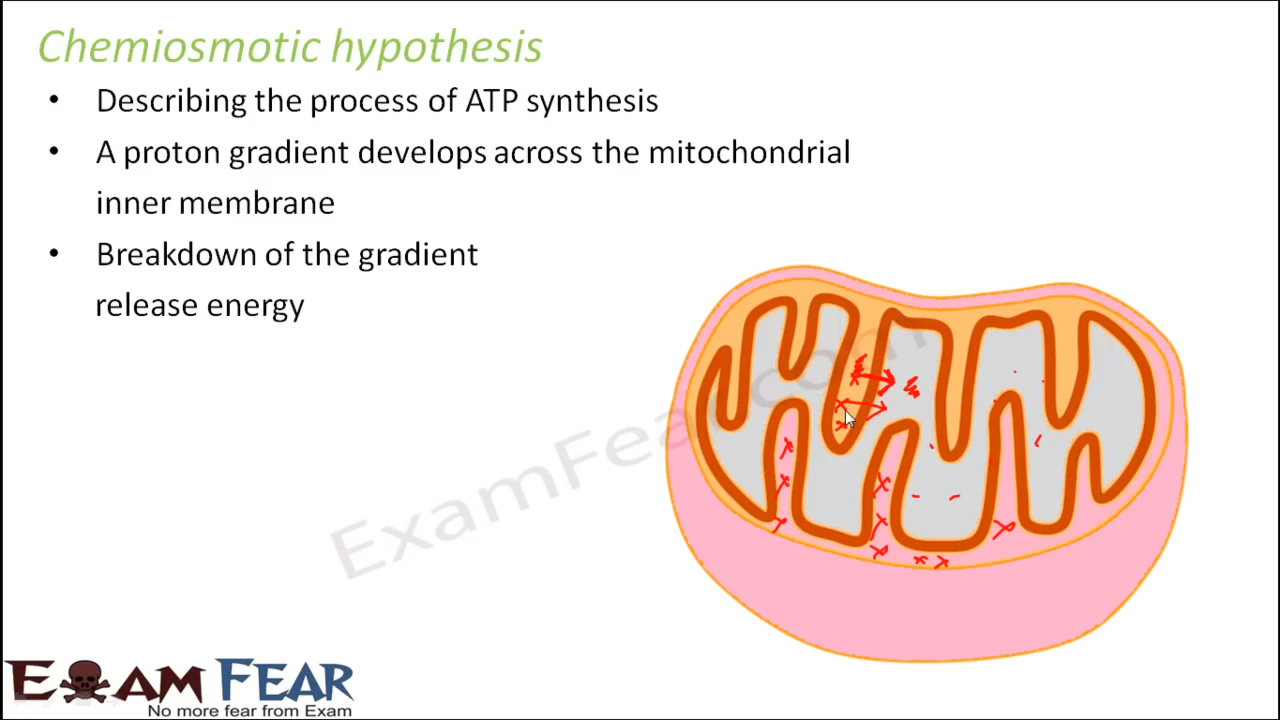 Chemiosmotic hypothesis
• Describing the process of ATP synthesis
• A proton gradient develops across the mitochondrial
inner membrane
• Breakdown of the gradient
release energy
ExamFear.com
EXAM FEAR
No more fear from Exam